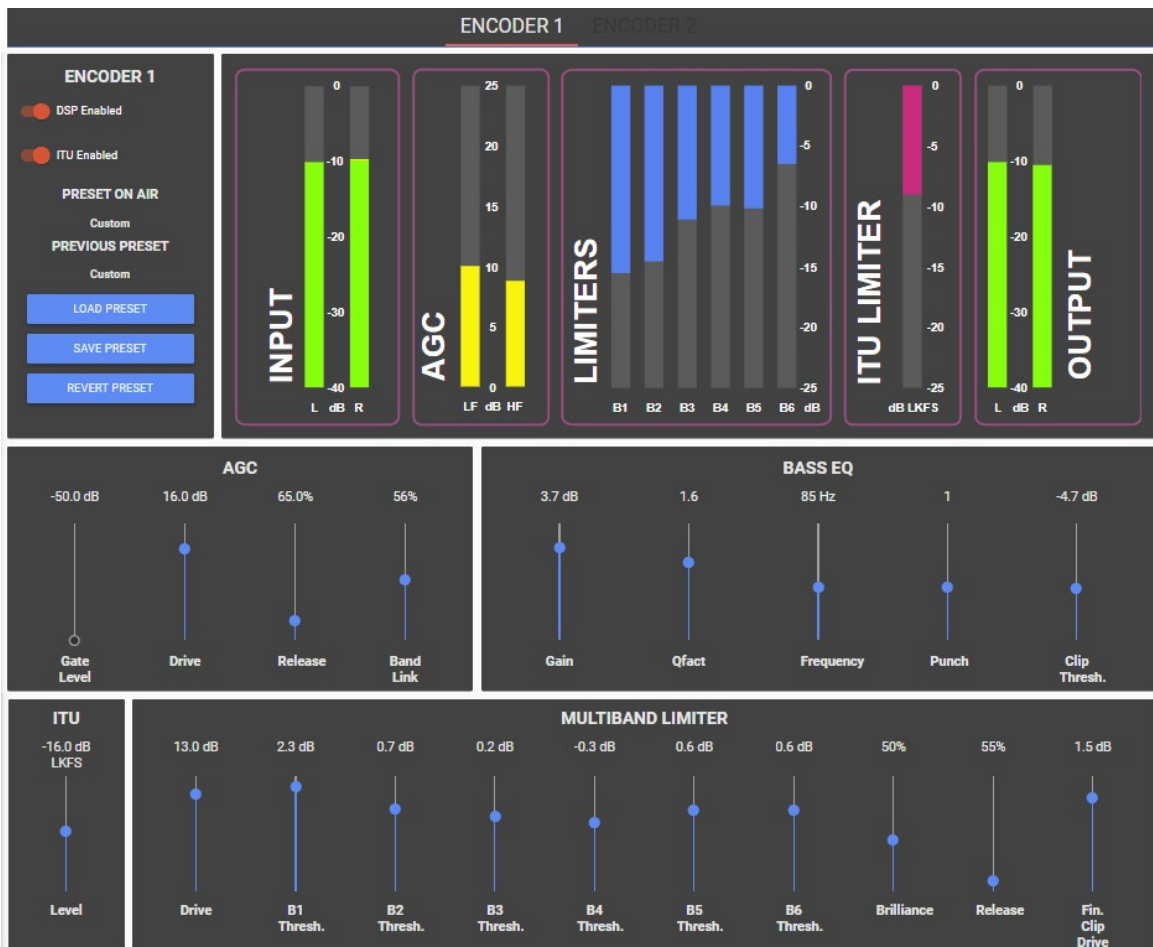 ENCODER 1 ENCODER 2
ENCODER 1
DSP Enabled
ITU Enabled
PRESET ON AIR
Custom
PREVIOUS PRESET
Custom
LOAD PRESET
SAVE PRESET
REVERT PRESET
INPUT
0
-10
-20
-30
-40
L dB R
AGC
25
20
15
10
5
0
LF dB HF
LIMITERS
0
-5
-10
-15
-20
-25
B1 B2 B3 B4 B5 B6 dB
ITU LIMITER
0
-5
-10
-15
-20
-25
dB LKFS
0
-10
-20
-30
-40
L dB R
OUTPUT
AGC
-50.0 dB 16.0 dB 65.0% 56%
Gate Drive Release Band
Level Link
BASS EQ
3.7 dB 1.6 85 Hz 1 -4.7 dB
Gain Qfact Frequency Punch Clip
Thresh.
ITU
-16.0 dB
LKFS
Level
MULTIBAND LIMITER
13.0 dB 2.3 dB 0.7 dB 0.2 dB -0.3 dB 0.6 dB 0.6 dB 50% 55% 1.5 dB
Drive B1 B2 B3 B4 B5 B6 Brilliance Release Fin.
Thresh. Thresh. Thresh. Thresh. Thresh. Thresh. Clip
Drive